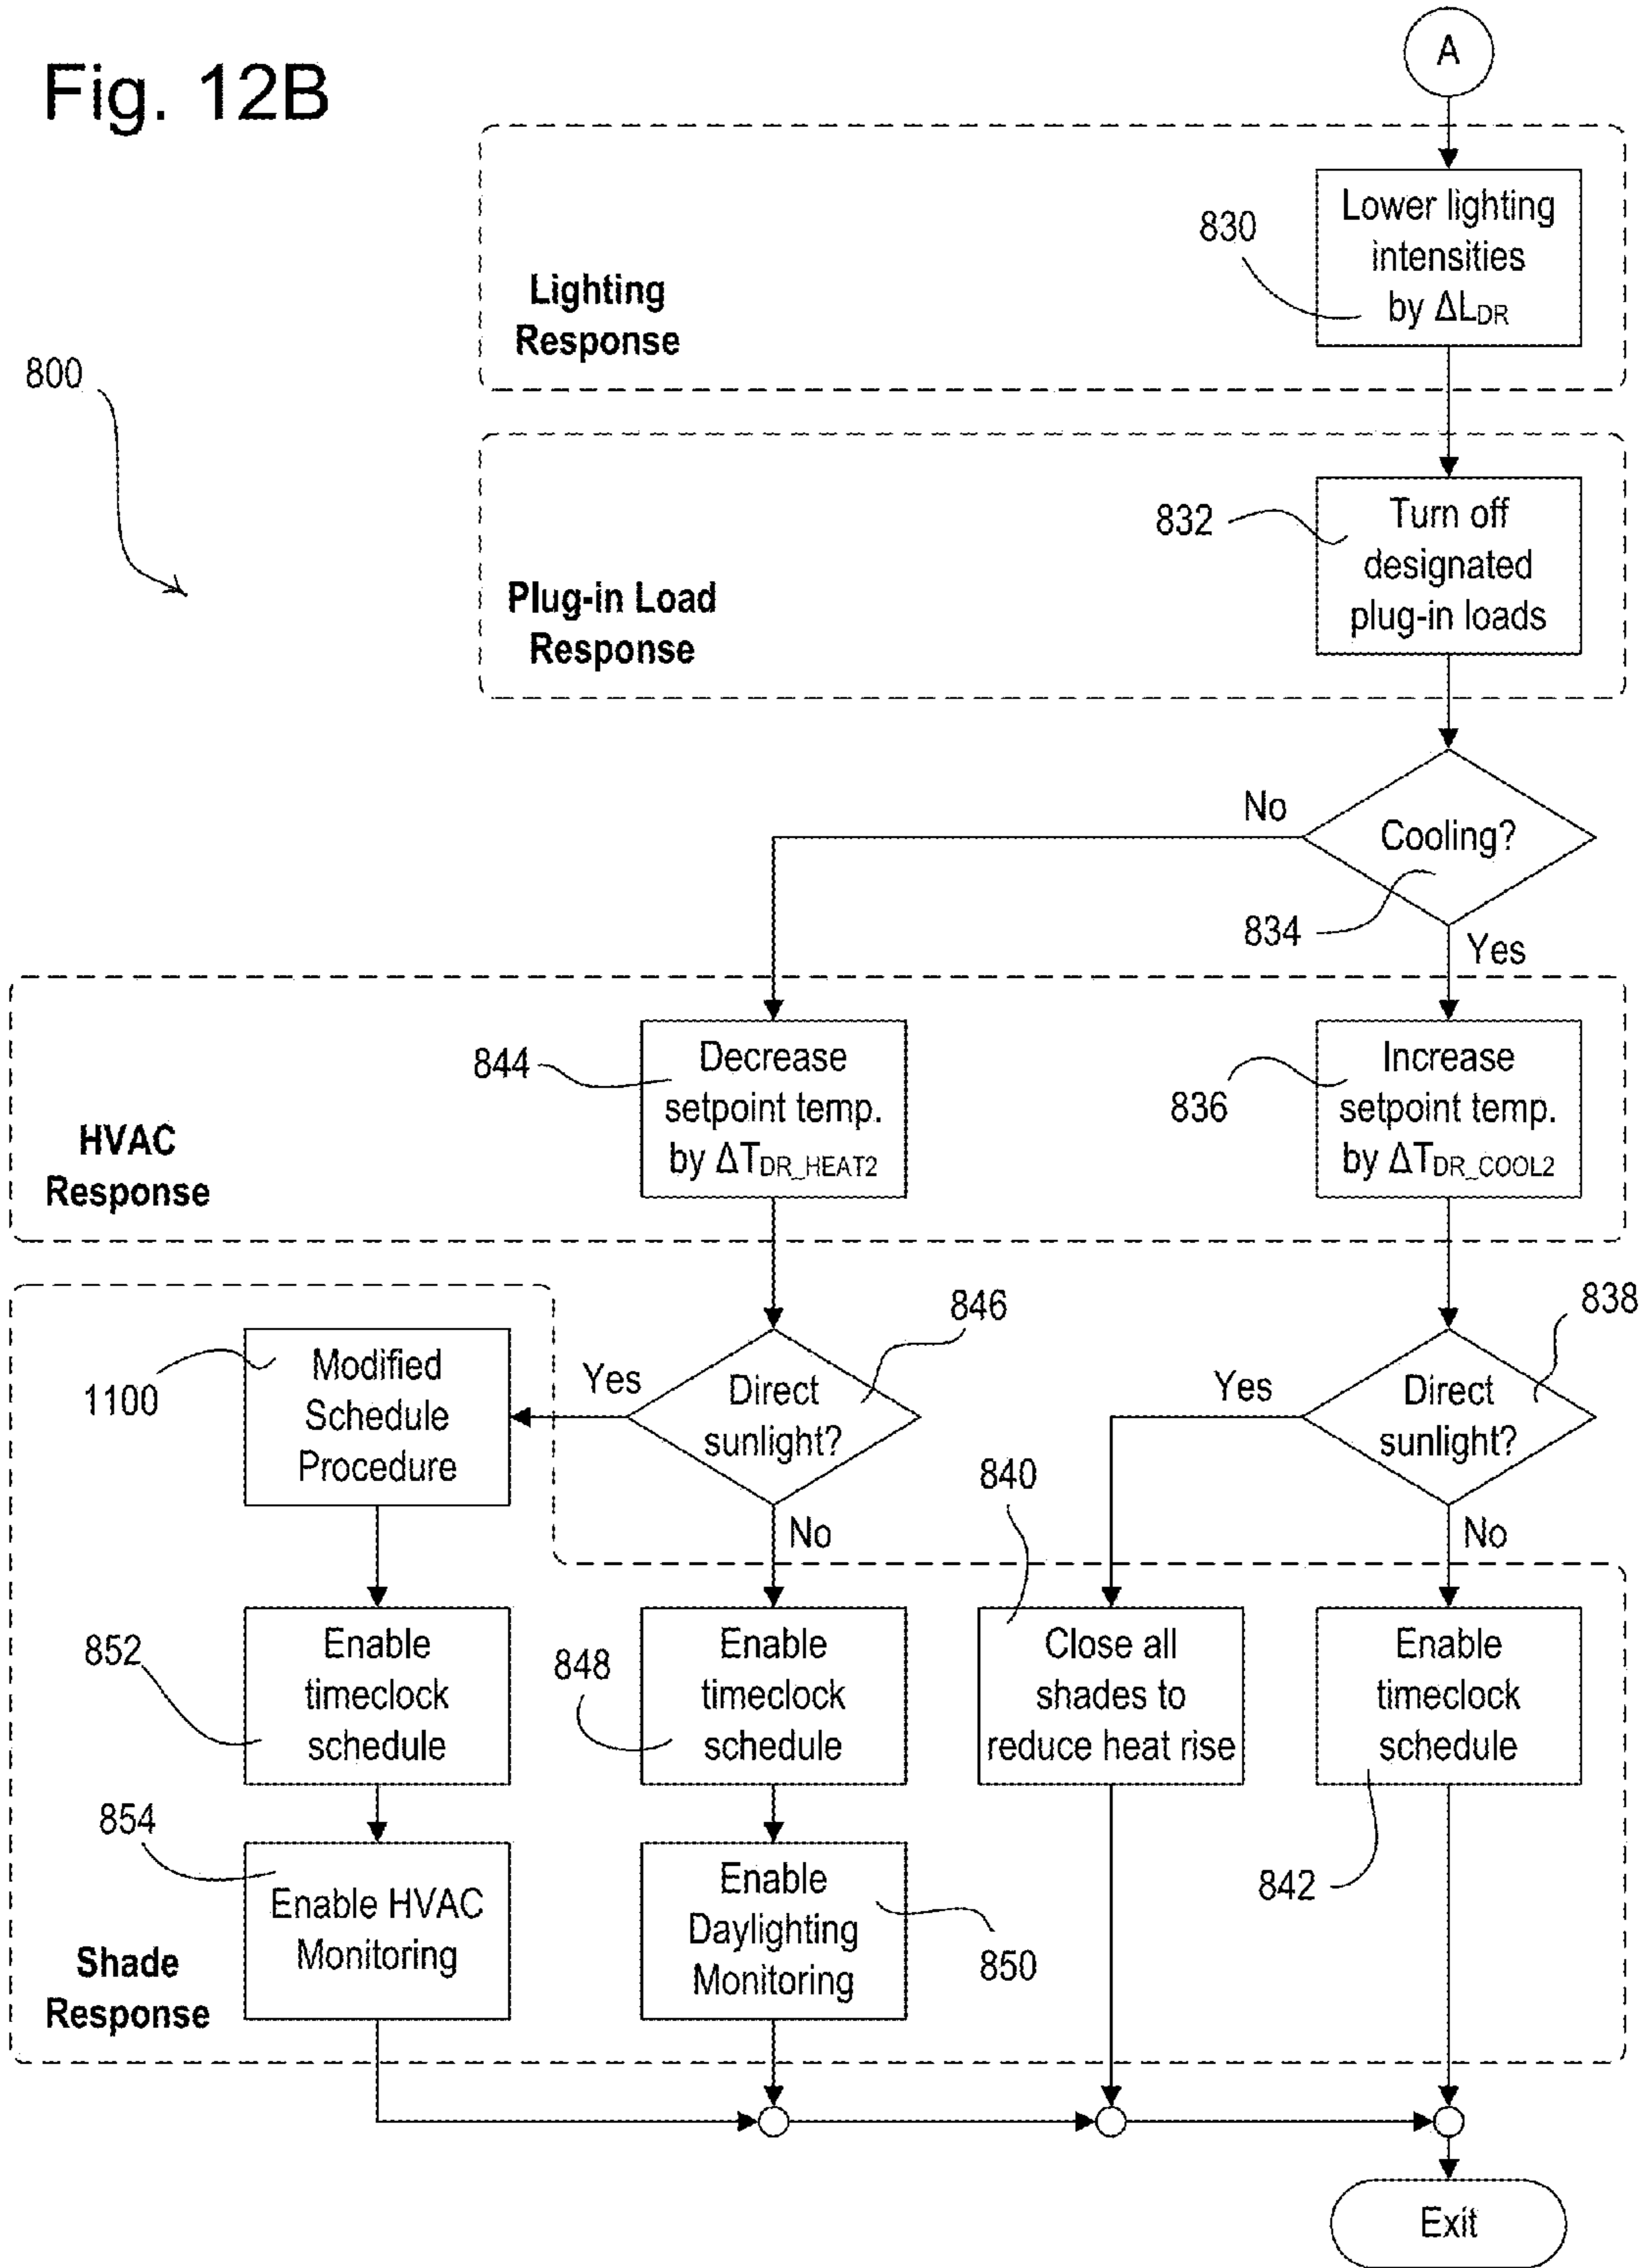 Fig. 12B
A
Lower lighting
intensities
by ΔLDR
830
Lighting
Response
800
Turn off
designated
plug-in loads
832
Plug-in Load
Response
Cooling?
No
834
Yes
Decrease
setpoint temp.
by ΔTDR_HEAT2
844
Increase
setpoint temp.
by ΔTDR_COOL2
836
HVAC
Response
846
838
Modified
Schedule
Procedure
1100
Yes
Direct
sunlight?
No
Yes
Direct
sunlight?
No
840
Enable
timeclock
schedule
852
Enable
timeclock
schedule
848
Close all
shades to
reduce heat rise
Enable
timeclock
schedule
842
854
Enable HVAC
Monitoring
Enable
Daylighting
Monitoring
850
Shade
Response
Exit